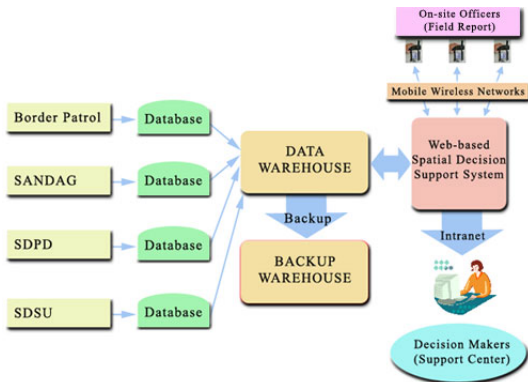 On-site Officers
(Field Report)
Mobile Wireless Networks
Border Patrol
Database
DATA
WAREHOUSE
Web-based
Spatial Decision
Support System
SANDAG
Database
Backup
Intranet
SDPD
Database
BACKUP
WAREHOUSE
SDSU
Database
Decision Makers
(Support Center)